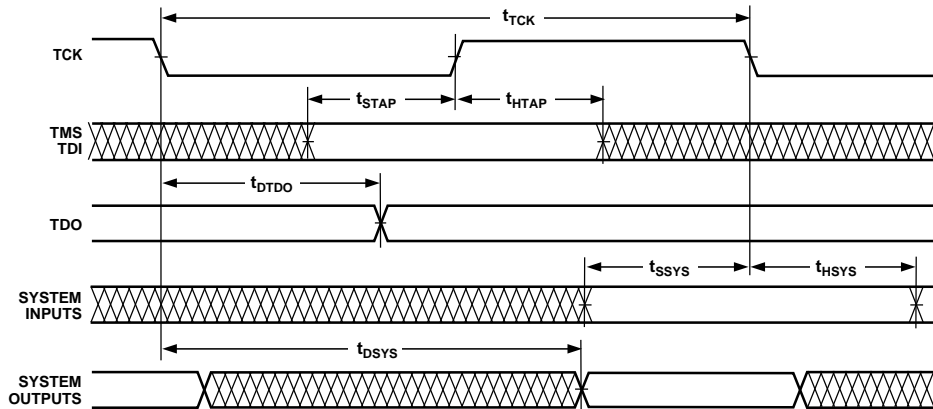 tTCK
TCK
tSTAP
tHTAP
TMS
TDI
tDTDO
TDO
tSSYS
tHSYS
SYSTEM
INPUTS
tDSYS
SYSTEM
OUTPUTS